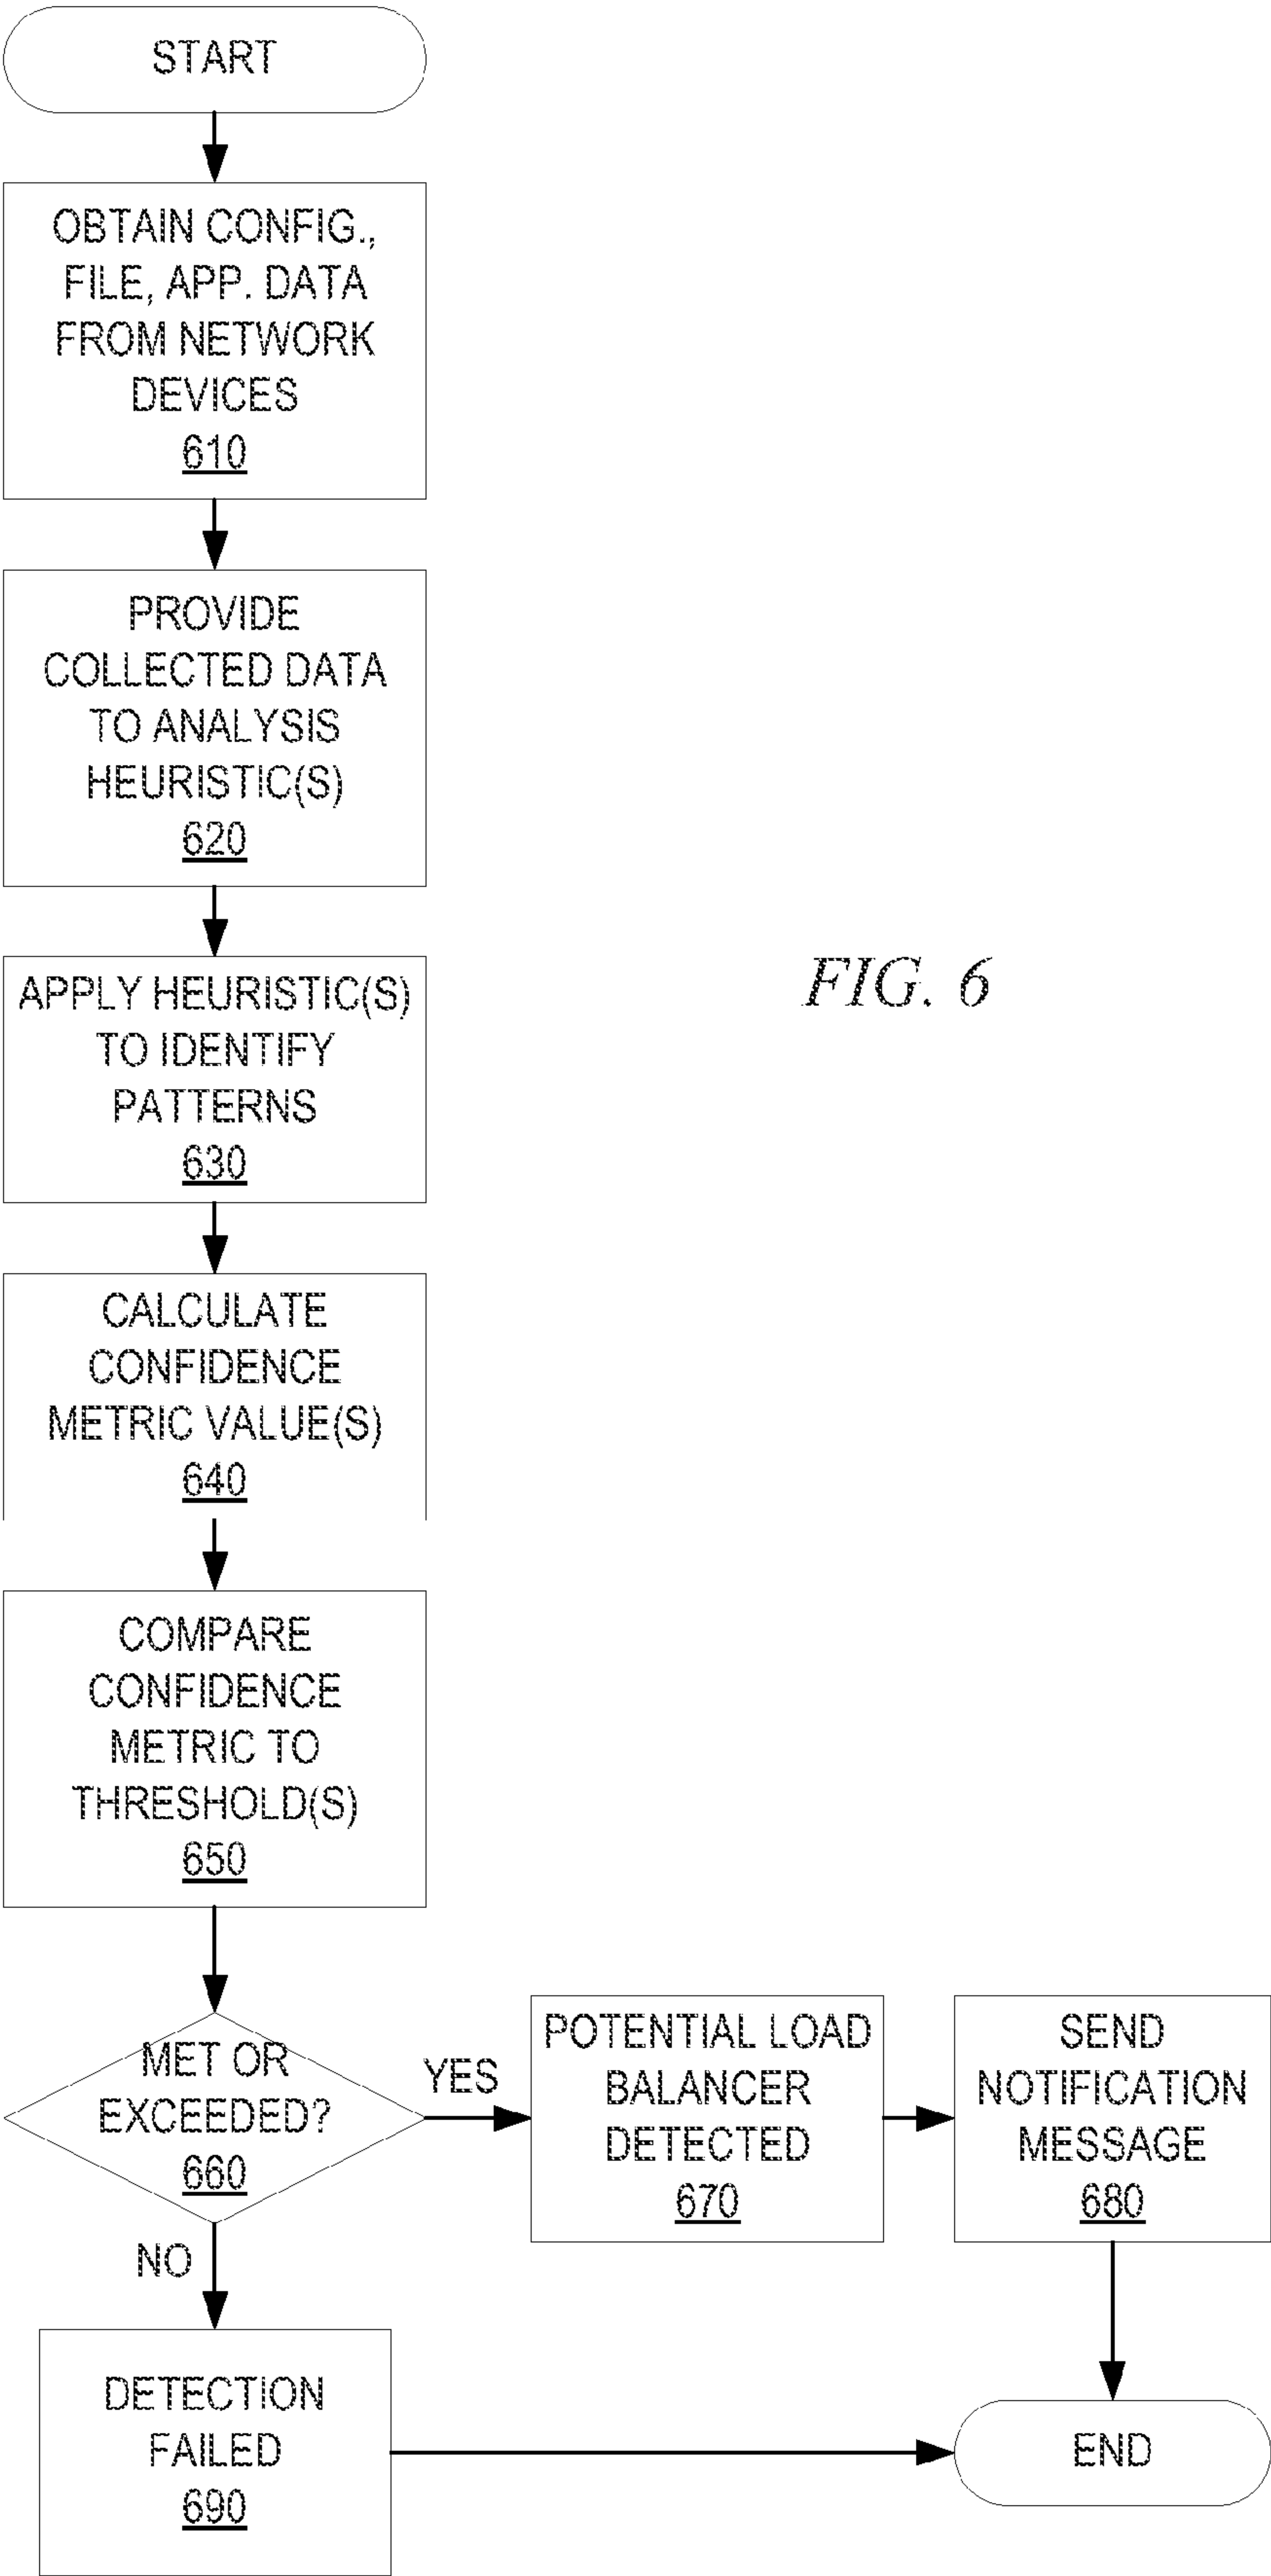 START
OBTAIN CONFIG.,
FILE, APP. DATA
FROM NETWORK
DEVICES
610
PROVIDE
COLLECTED DATA
TO ANALYSIS
HEURISTIC(S)
620
APPLY HEURISTIC(S)
TO IDENTIFY
PATTERNS
630
FIG. 6
CALCULATE
CONFIDENCE
METRIC VALUE(S)
640
COMPARE
CONFIDENCE
METRIC TO
THRESHOLD(S)
650
MET OR
EXCEEDED?
660
YES
POTENTIAL LOAD
BALANCER
DETECTED
670
SEND
NOTIFICATION
MESSAGE
680
NO
DETECTION
FAILED
690
END